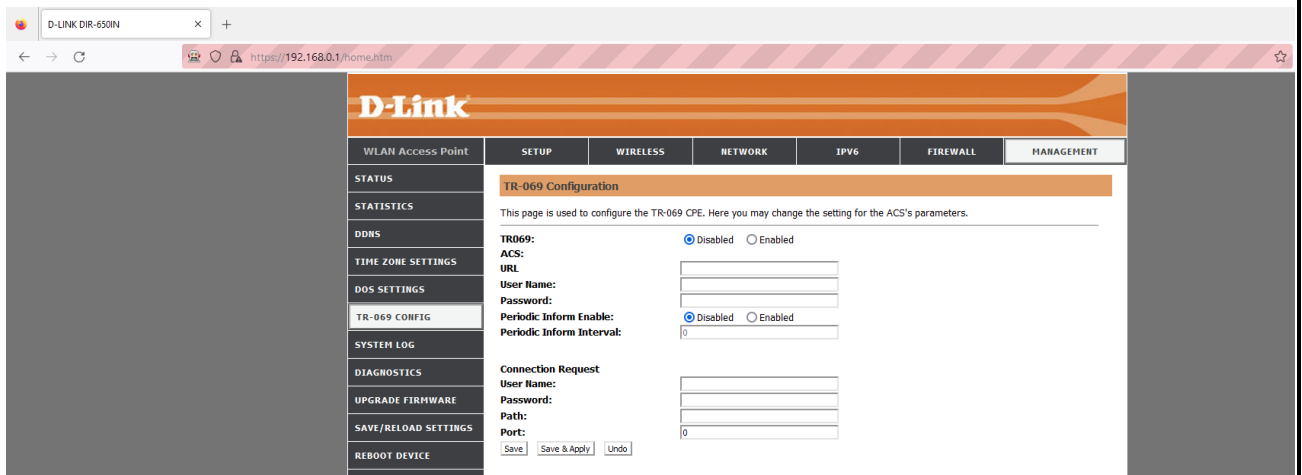 D-LINK DIR-650IN
https://192.168.0.1/home.htm
D-Link
WLAN Access Point SETUP WIRELESS NETWORK IPV6 FIREWALL MANAGEMENT
STATUS
STATISTICS
DDNS
TIME ZONE SETTINGS
DOS SETTINGS
TR-069 CONFIG
SYSTEM LOG
DIAGNOSTICS
UPGRADE FIRMWARE
SAVE/RELOAD SETTINGS
REBOOT DEVICE
TR-069 Configuration
This page is used to configure the TR-069 CPE. Here you may change the setting for the ACS's parameters.
TR069: Disabled Enabled
ACS:
URL
User Name:
Password:
Periodic Inform Enable: Disabled Enabled
Periodic Inform Interval: 0
Connection Request
User Name:
Password:
Path:
Port: 0
Save Save & Apply Undo